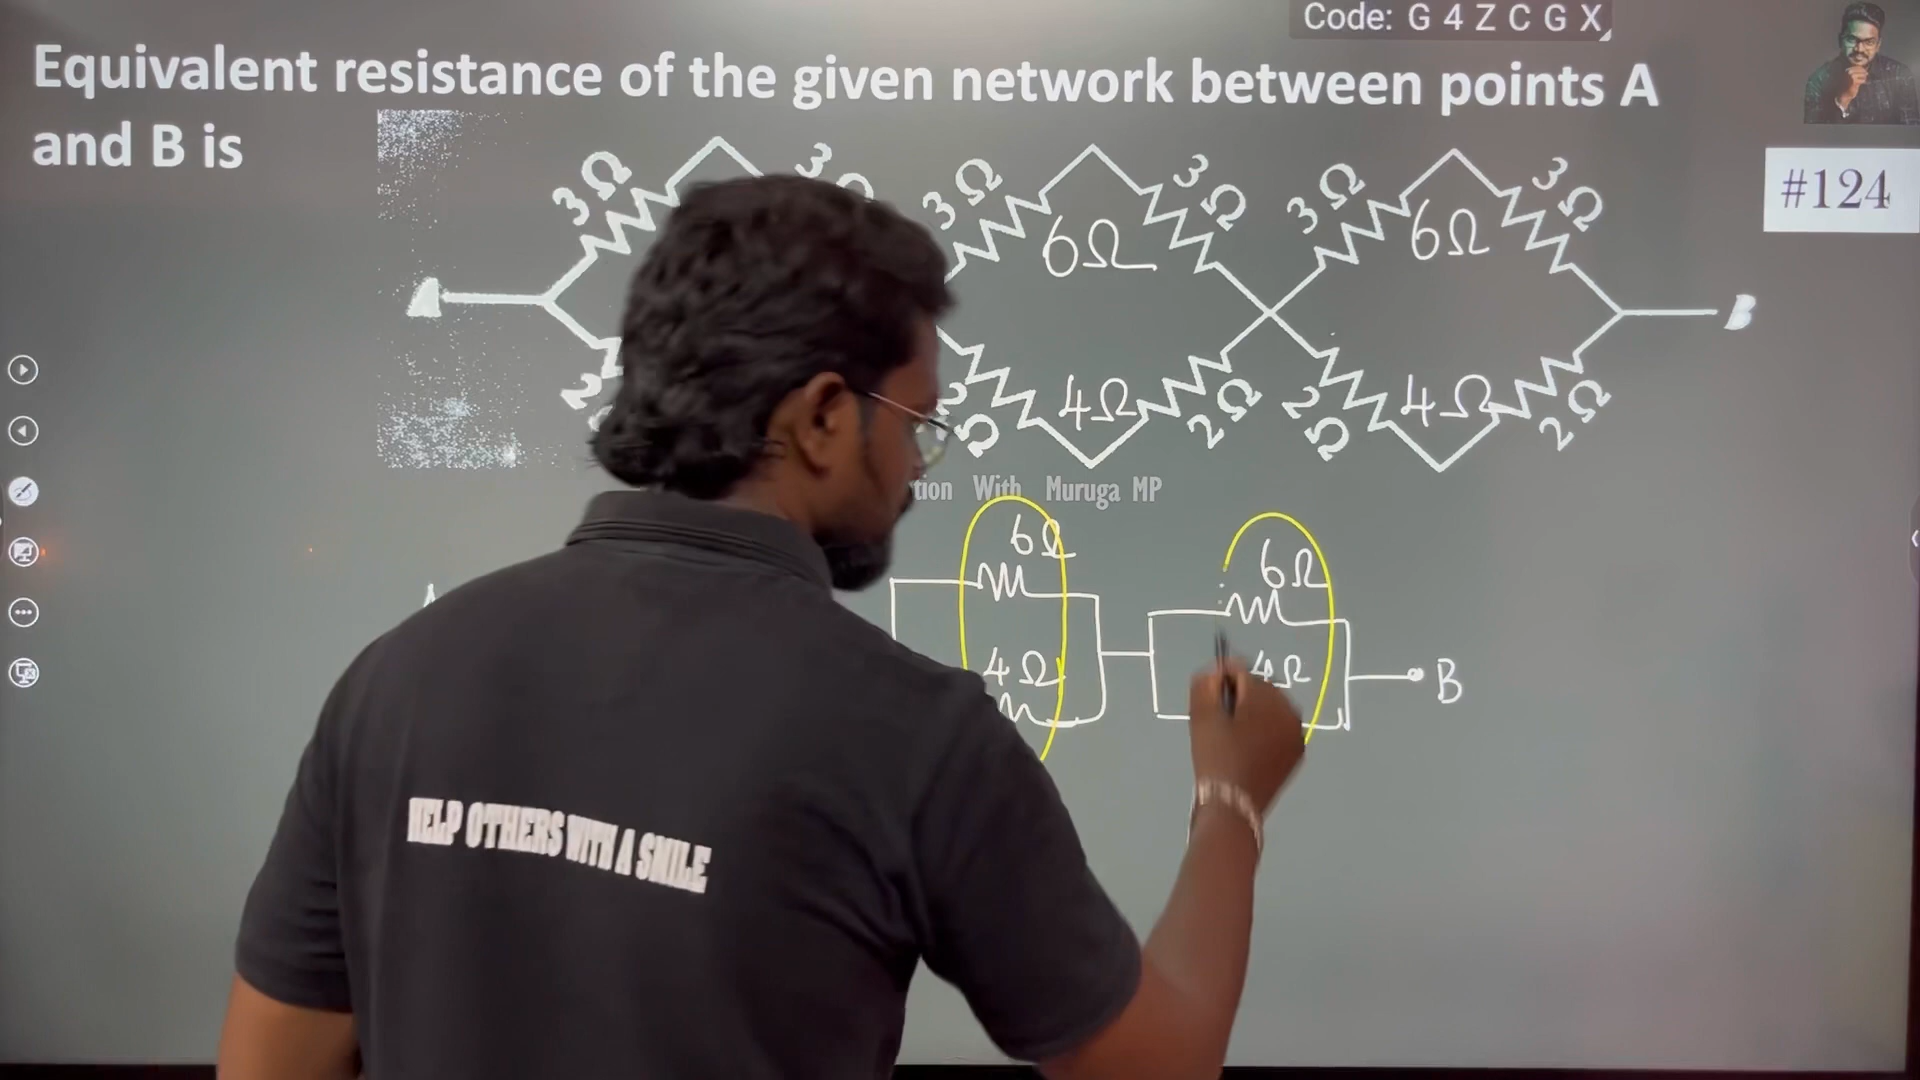 Code: G 4 Z C G X
Equivalent resistance of the given network between points A
and B is
#124
3Ω 3Ω 3Ω 3Ω 3Ω
6Ω 6Ω
A B
4Ω 4Ω
2Ω 2Ω 2Ω 2Ω
With Muruga MP
6Ω 6Ω
4Ω 4Ω
B
HELP OTHERS WITH A SMILE